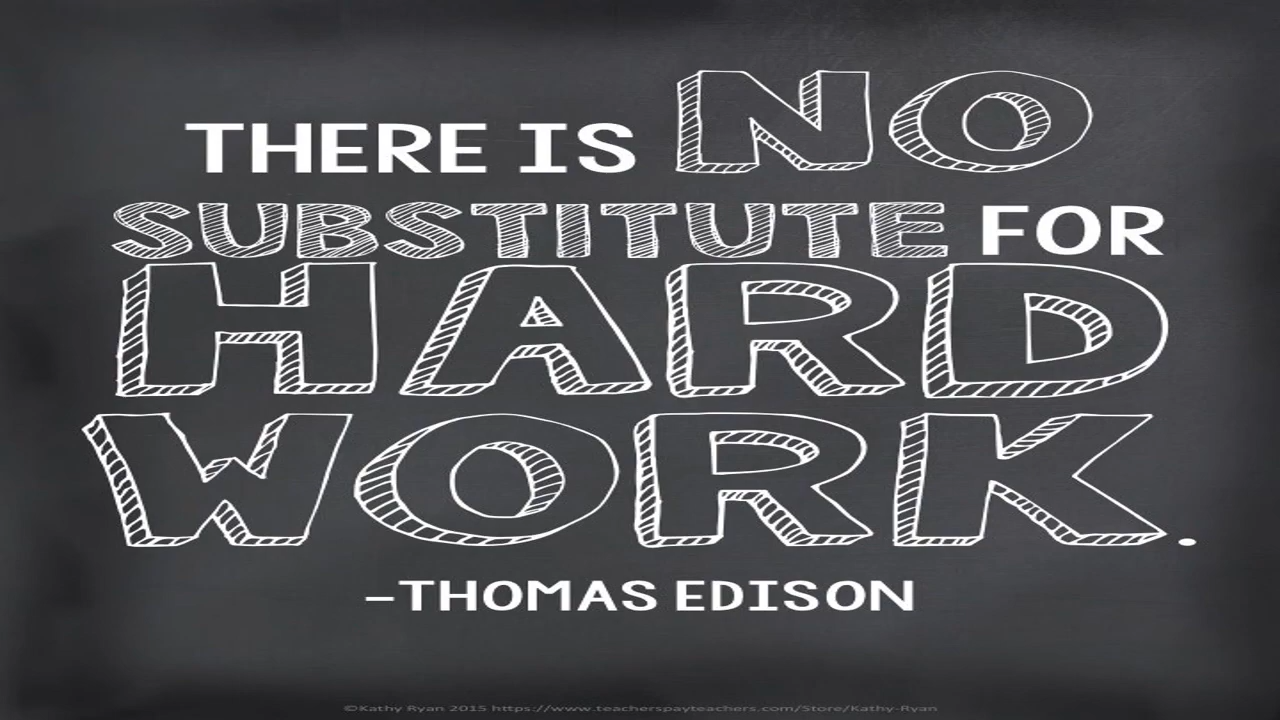 THERE IS NO
SUBSTITUTE FOR
HARD
WORK.
-THOMAS EDISON
©Kathy Ryan 2015 https://www.teacherspayteachers.com/Store/Kathy-Ryan